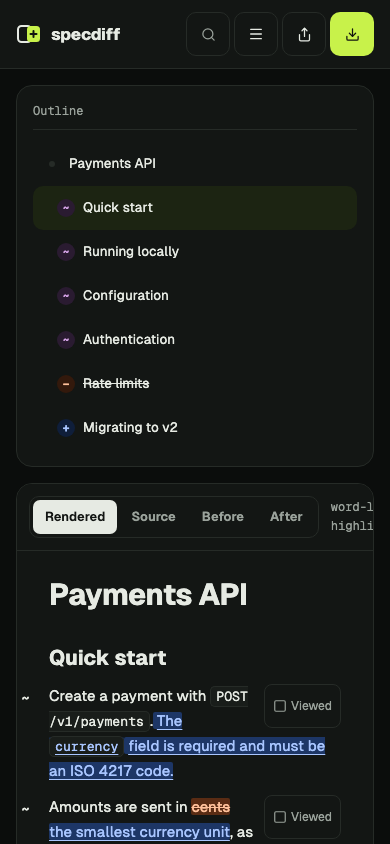 specdiff
Outline
Payments API
~ Quick start
~ Running locally
~ Configuration
~ Authentication
− Rate limits
+ Migrating to v2
Rendered Source Before After
word-l
highli
Payments API
Quick start
~ Create a payment with POST
/v1/payments. The
currency field is required and must be
an ISO 4217 code.
Viewed
~ Amounts are sent in cents
the smallest currency unit, as
Viewed